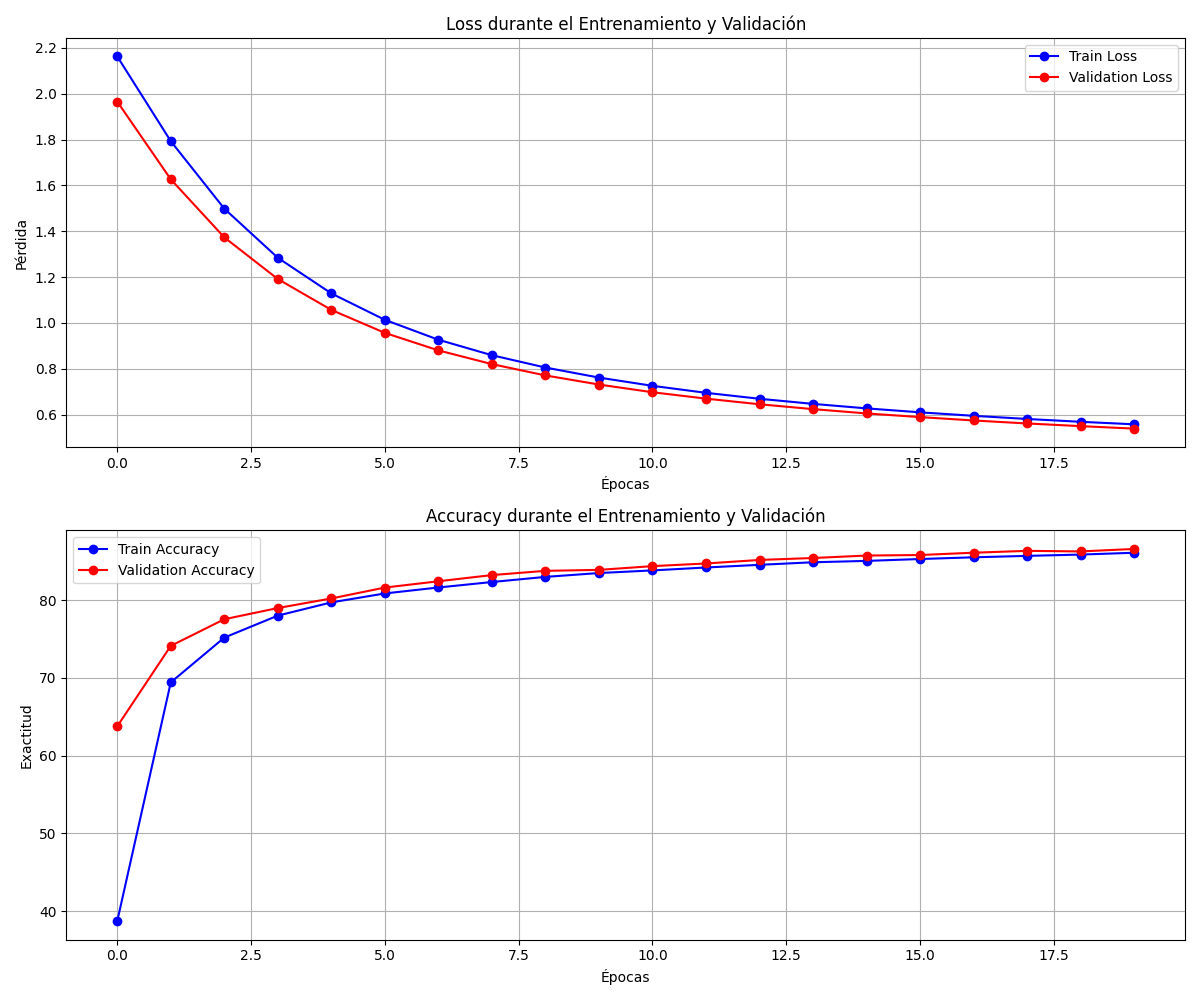 Loss durante el Entrenamiento y Validación
Train Loss
Validation Loss
Pérdida
2.2
2.0
1.8
1.6
1.4
1.2
1.0
0.8
0.6
0.0 2.5 5.0 7.5 10.0 12.5 15.0 17.5
Épocas
Accuracy durante el Entrenamiento y Validación
Train Accuracy
Validation Accuracy
Exactitud
80
70
60
50
40
0.0 2.5 5.0 7.5 10.0 12.5 15.0 17.5
Épocas